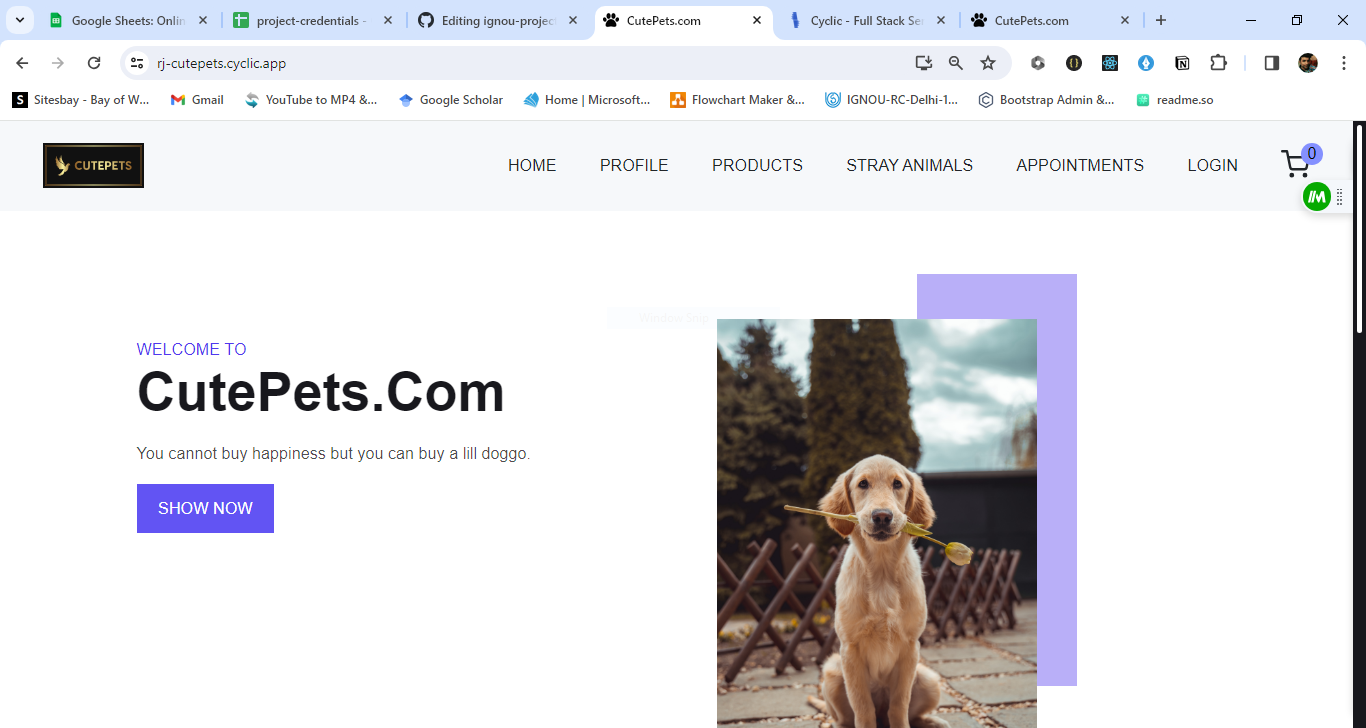 Google Sheets: Onlin
project-credentials -
Editing ignou-projec
CutePets.com
Cyclic - Full Stack Ser
CutePets.com
rj-cutepets.cyclic.app
Sitesbay - Bay of W...
Gmail
YouTube to MP4 &...
Google Scholar
Home | Microsoft...
Flowchart Maker &...
IGNOU-RC-Delhi-1...
Bootstrap Admin &...
readme.so
CUTEPETS
HOME
PROFILE
PRODUCTS
STRAY ANIMALS
APPOINTMENTS
LOGIN
0
Window Snip
WELCOME TO
CutePets.Com
You cannot buy happiness but you can buy a lill doggo.
SHOW NOW